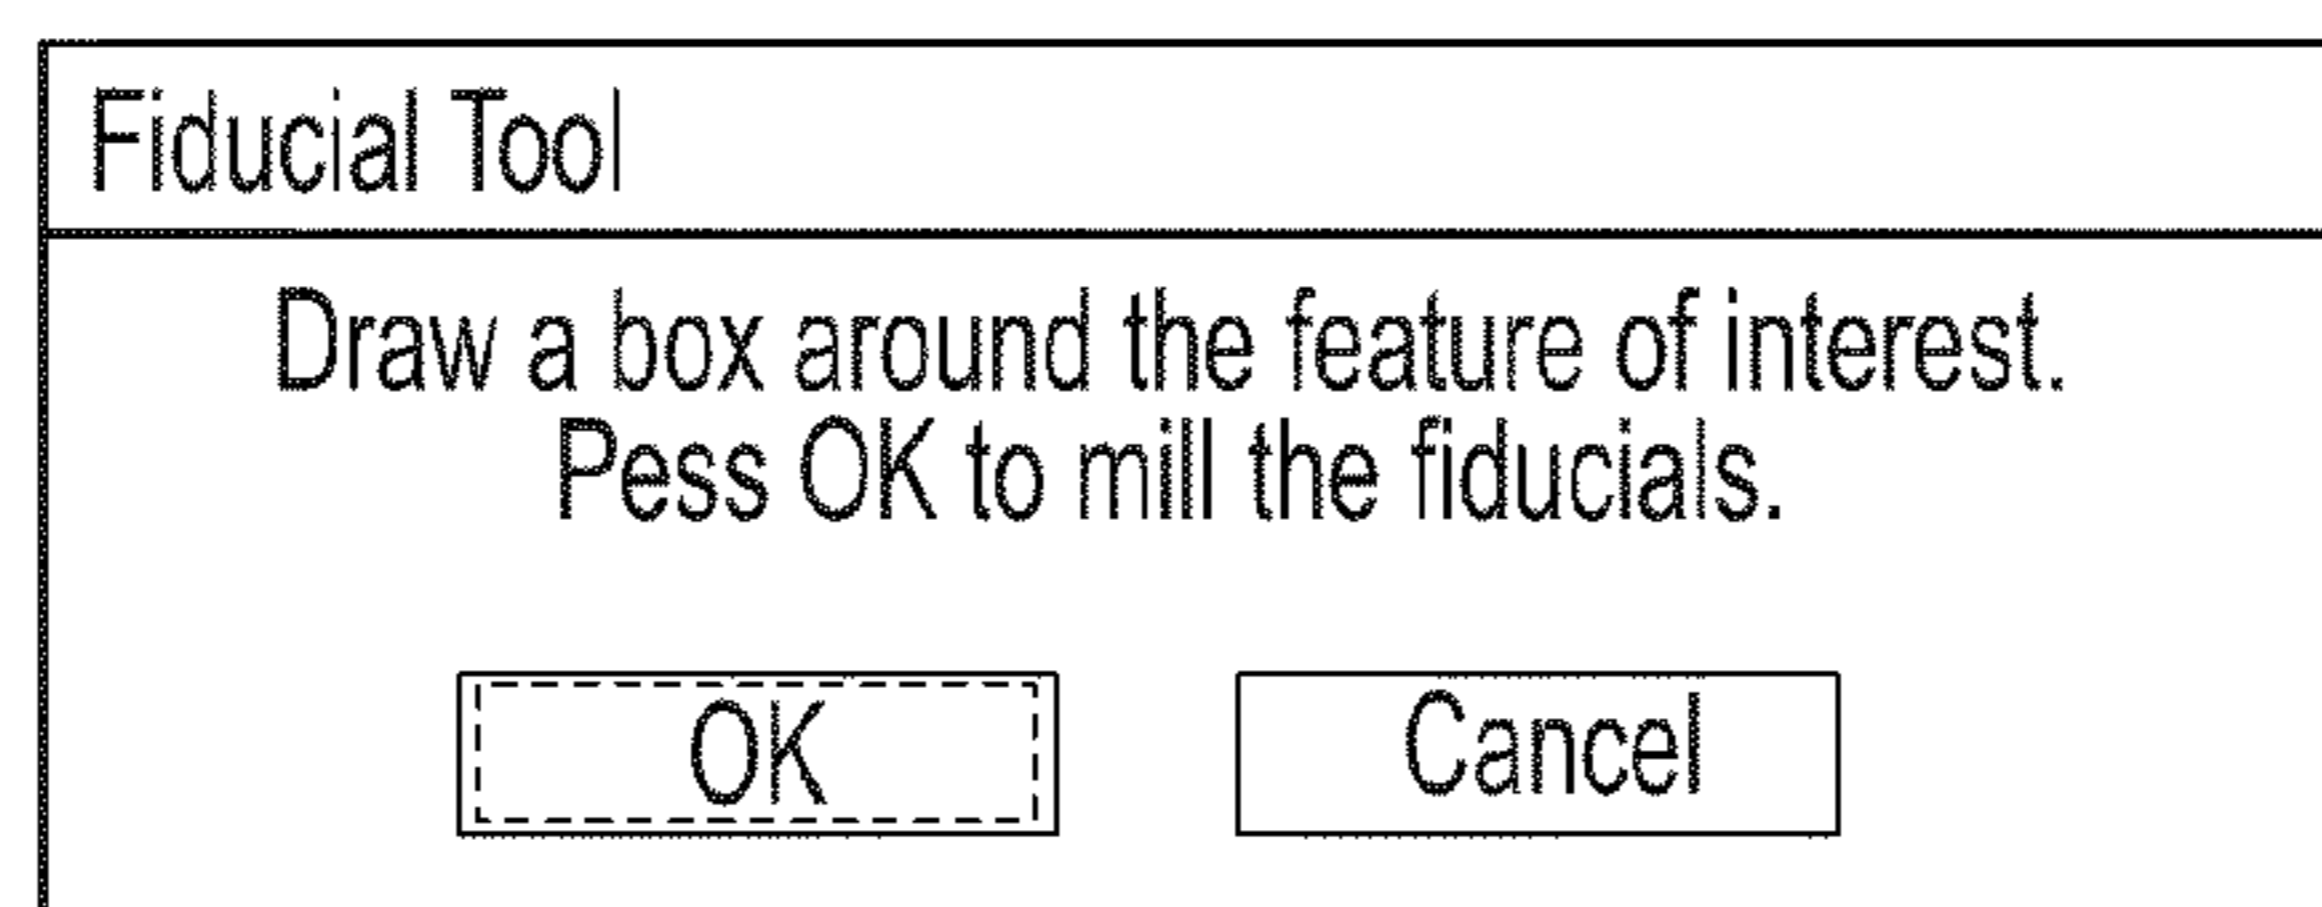 Fiducial Tool
Draw a box around the feature of interest.
Pess OK to mill the fiducials.
OK Cancel